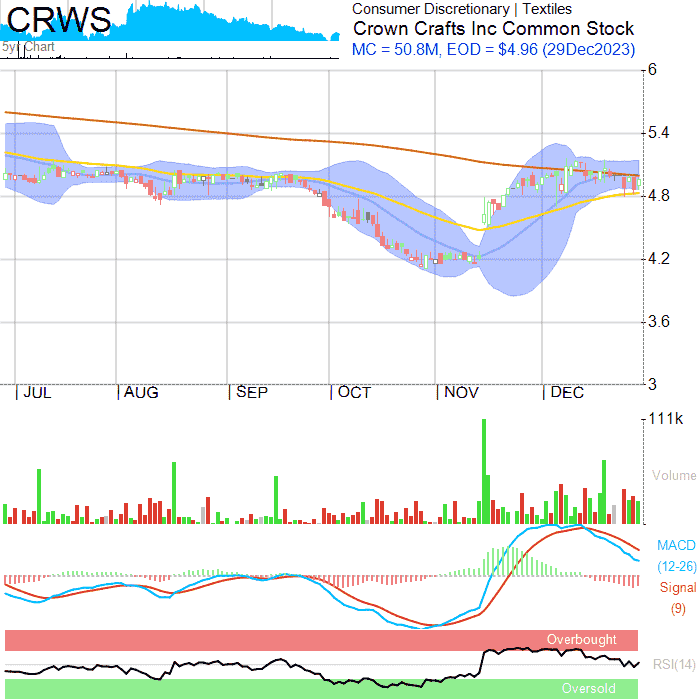 CRWS
5yr Chart
Consumer Discretionary | Textiles
Crown Crafts Inc Common Stock
MC = 50.8M, EOD = $4.96 (29Dec2023)
6
5.4
4.8
4.2
3.6
3
JUL AUG SEP OCT NOV DEC
111k
Volume
MACD
(12-26)
Signal
(9)
Overbought
RSI(14)
Oversold